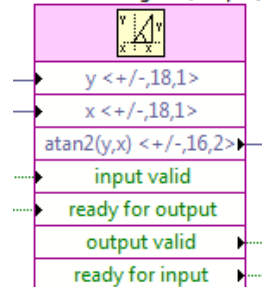 Y
X X
Y
y <+/-,18,1>
x <+/-,18,1>
atan2(y,x) <+/-,16,2>
input valid
ready for output
output valid
ready for input